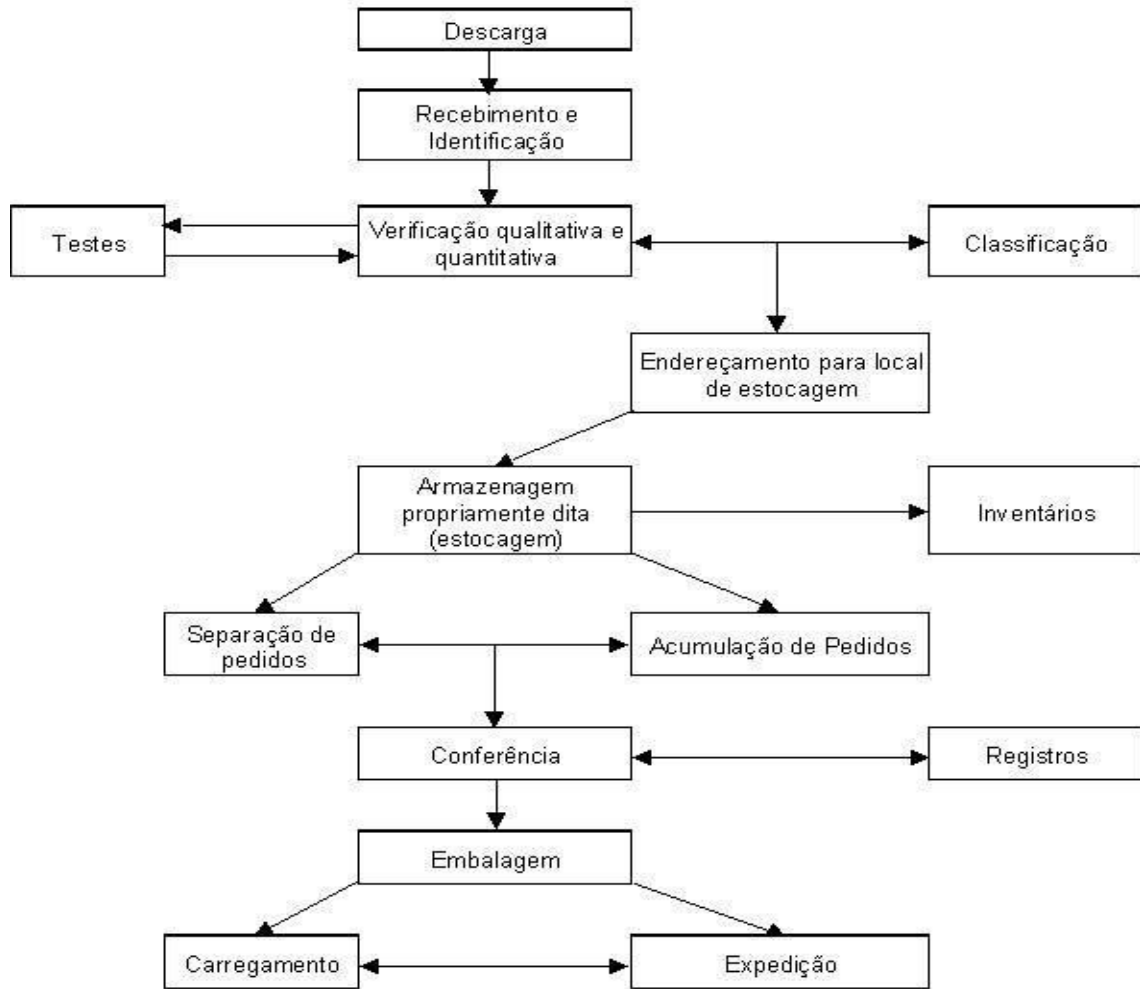 Descarga
Recebimento e
Identificação
Testes
Verificação qualitativa e
quantitativa
Classificação
Endereçamento para local
de estocagem
Armazenagem
propriamente dita
(estocagem)
Inventários
Separação de
pedidos
Acumulação de Pedidos
Conferência
Registros
Embalagem
Carregamento
Expedição